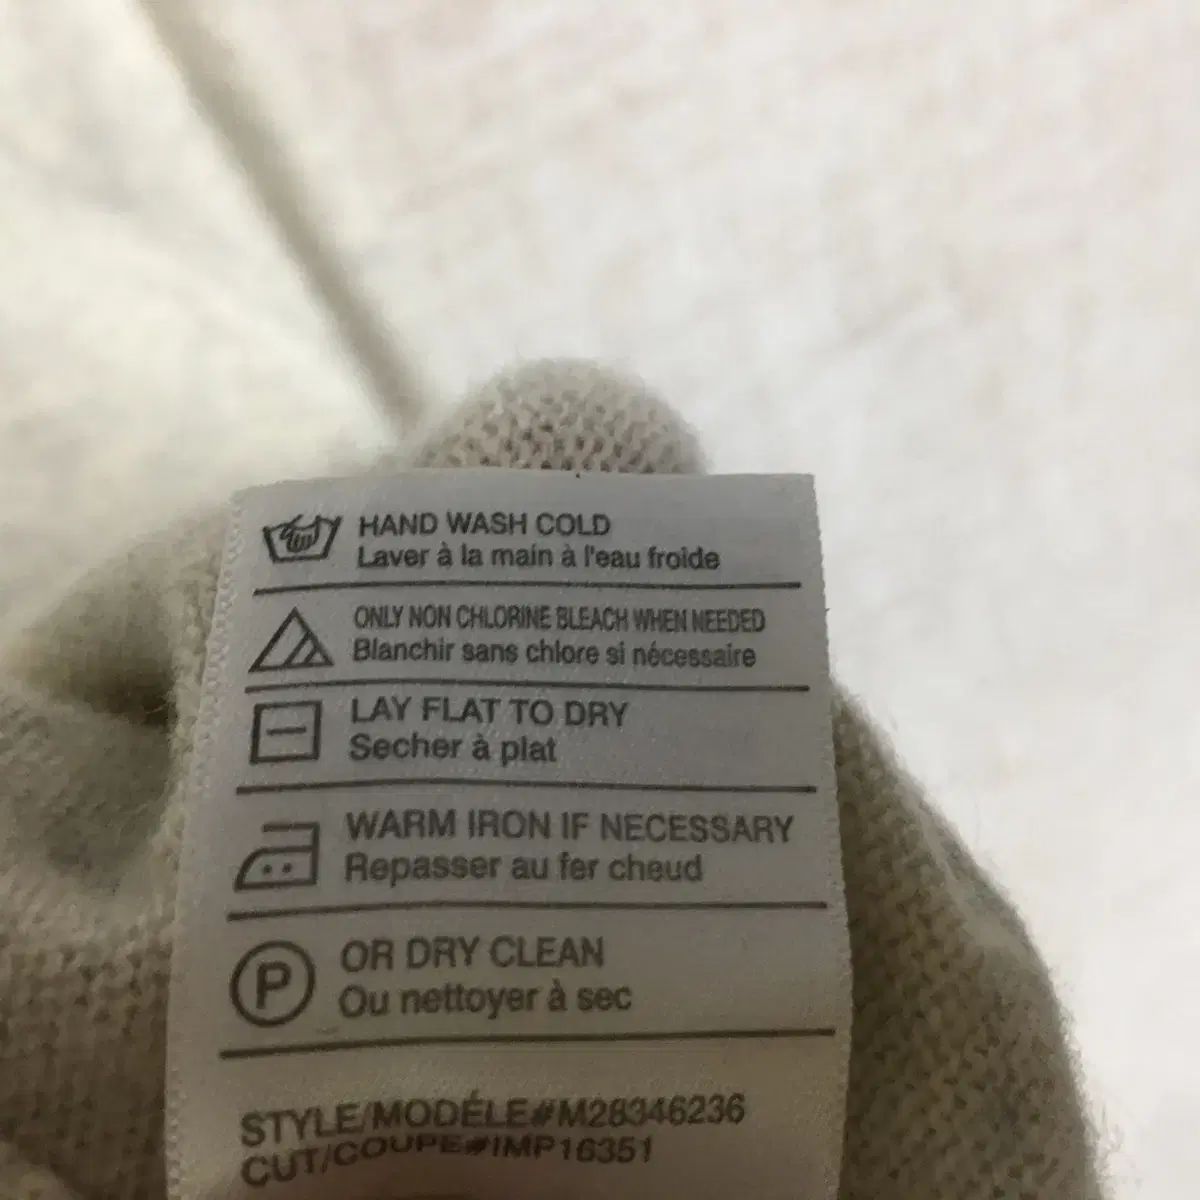 HAND WASH COLD
Laver à la main à l'eau froide
ONLY NON CHLORINE BLEACH WHEN NEEDED
Blanchir sans chlore si nécessaire
LAY FLAT TO DRY
Secher à plat
WARM IRON IF NECESSARY
Repasser au fer cheud
P
OR DRY CLEAN
Ou nettoyer à sec
STYLE/MODÉLE#M28346236
CUT/COUPE#IMP16351